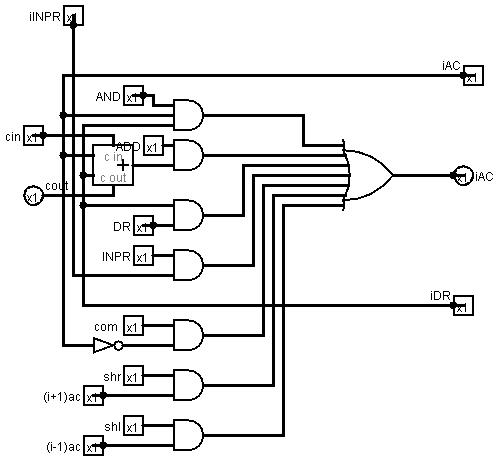 iINPR x1
iAC
x1
AND x1
cin x1
ADD x1
c in
+
c out
cout
x1
x1 iAC
DR x1
INPR x1
iDR
x1
com x1
shr x1
(i+1)ac x1
shl x1
(i-1)ac x1